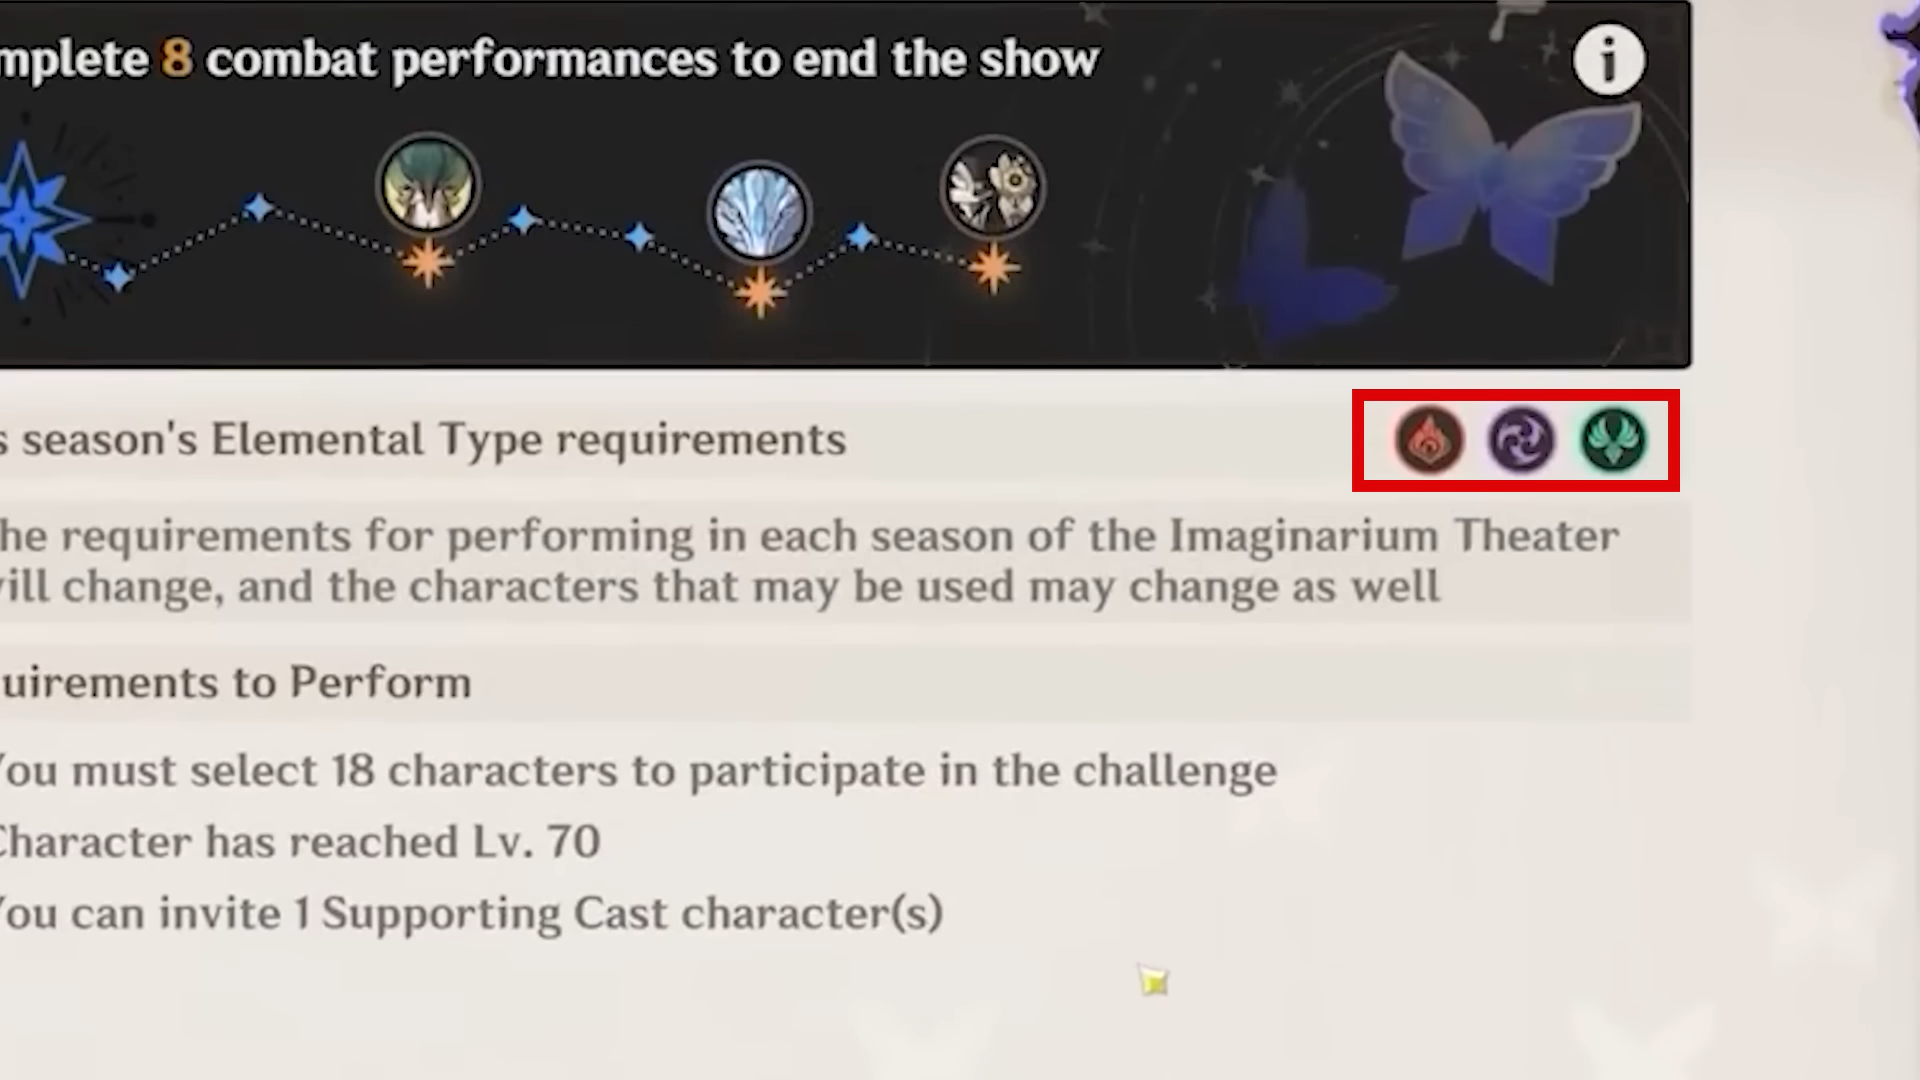 mplete 8 combat performances to end the show
s season's Elemental Type requirements
he requirements for performing in each season of the Imaginarium Theater
ill change, and the characters that may be used may change as well
uirements to Perform
You must select 18 characters to participate in the challenge
Character has reached Lv. 70
You can invite 1 Supporting Cast character(s)